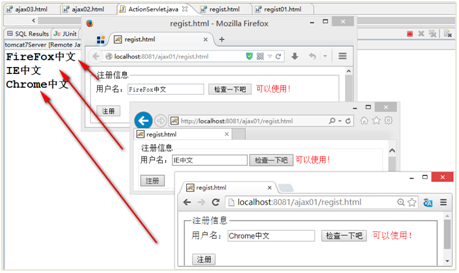 ajax03.html ajax02.html ActionServlet.java regist.html regist01.html
SQL Results JUnit
tomcat7Server [Remote Ja
FireFox中文
IE中文
Chrome中文
regist.html - Mozilla Firefox
regist.html
localhost:8081/ajax01/regist.html
注册信息
用户名： FireFox中文 检查一下吧 可以使用！
注册
http://localhost:8081/ajax01/regist.html
regist.html
注册信息
用户名： IE中文 检查一下吧 可以使用！
注册
regist.html
localhost:8081/ajax01/regist.html
注册信息
用户名： Chrome中文 检查一下吧 可以使用！
注册